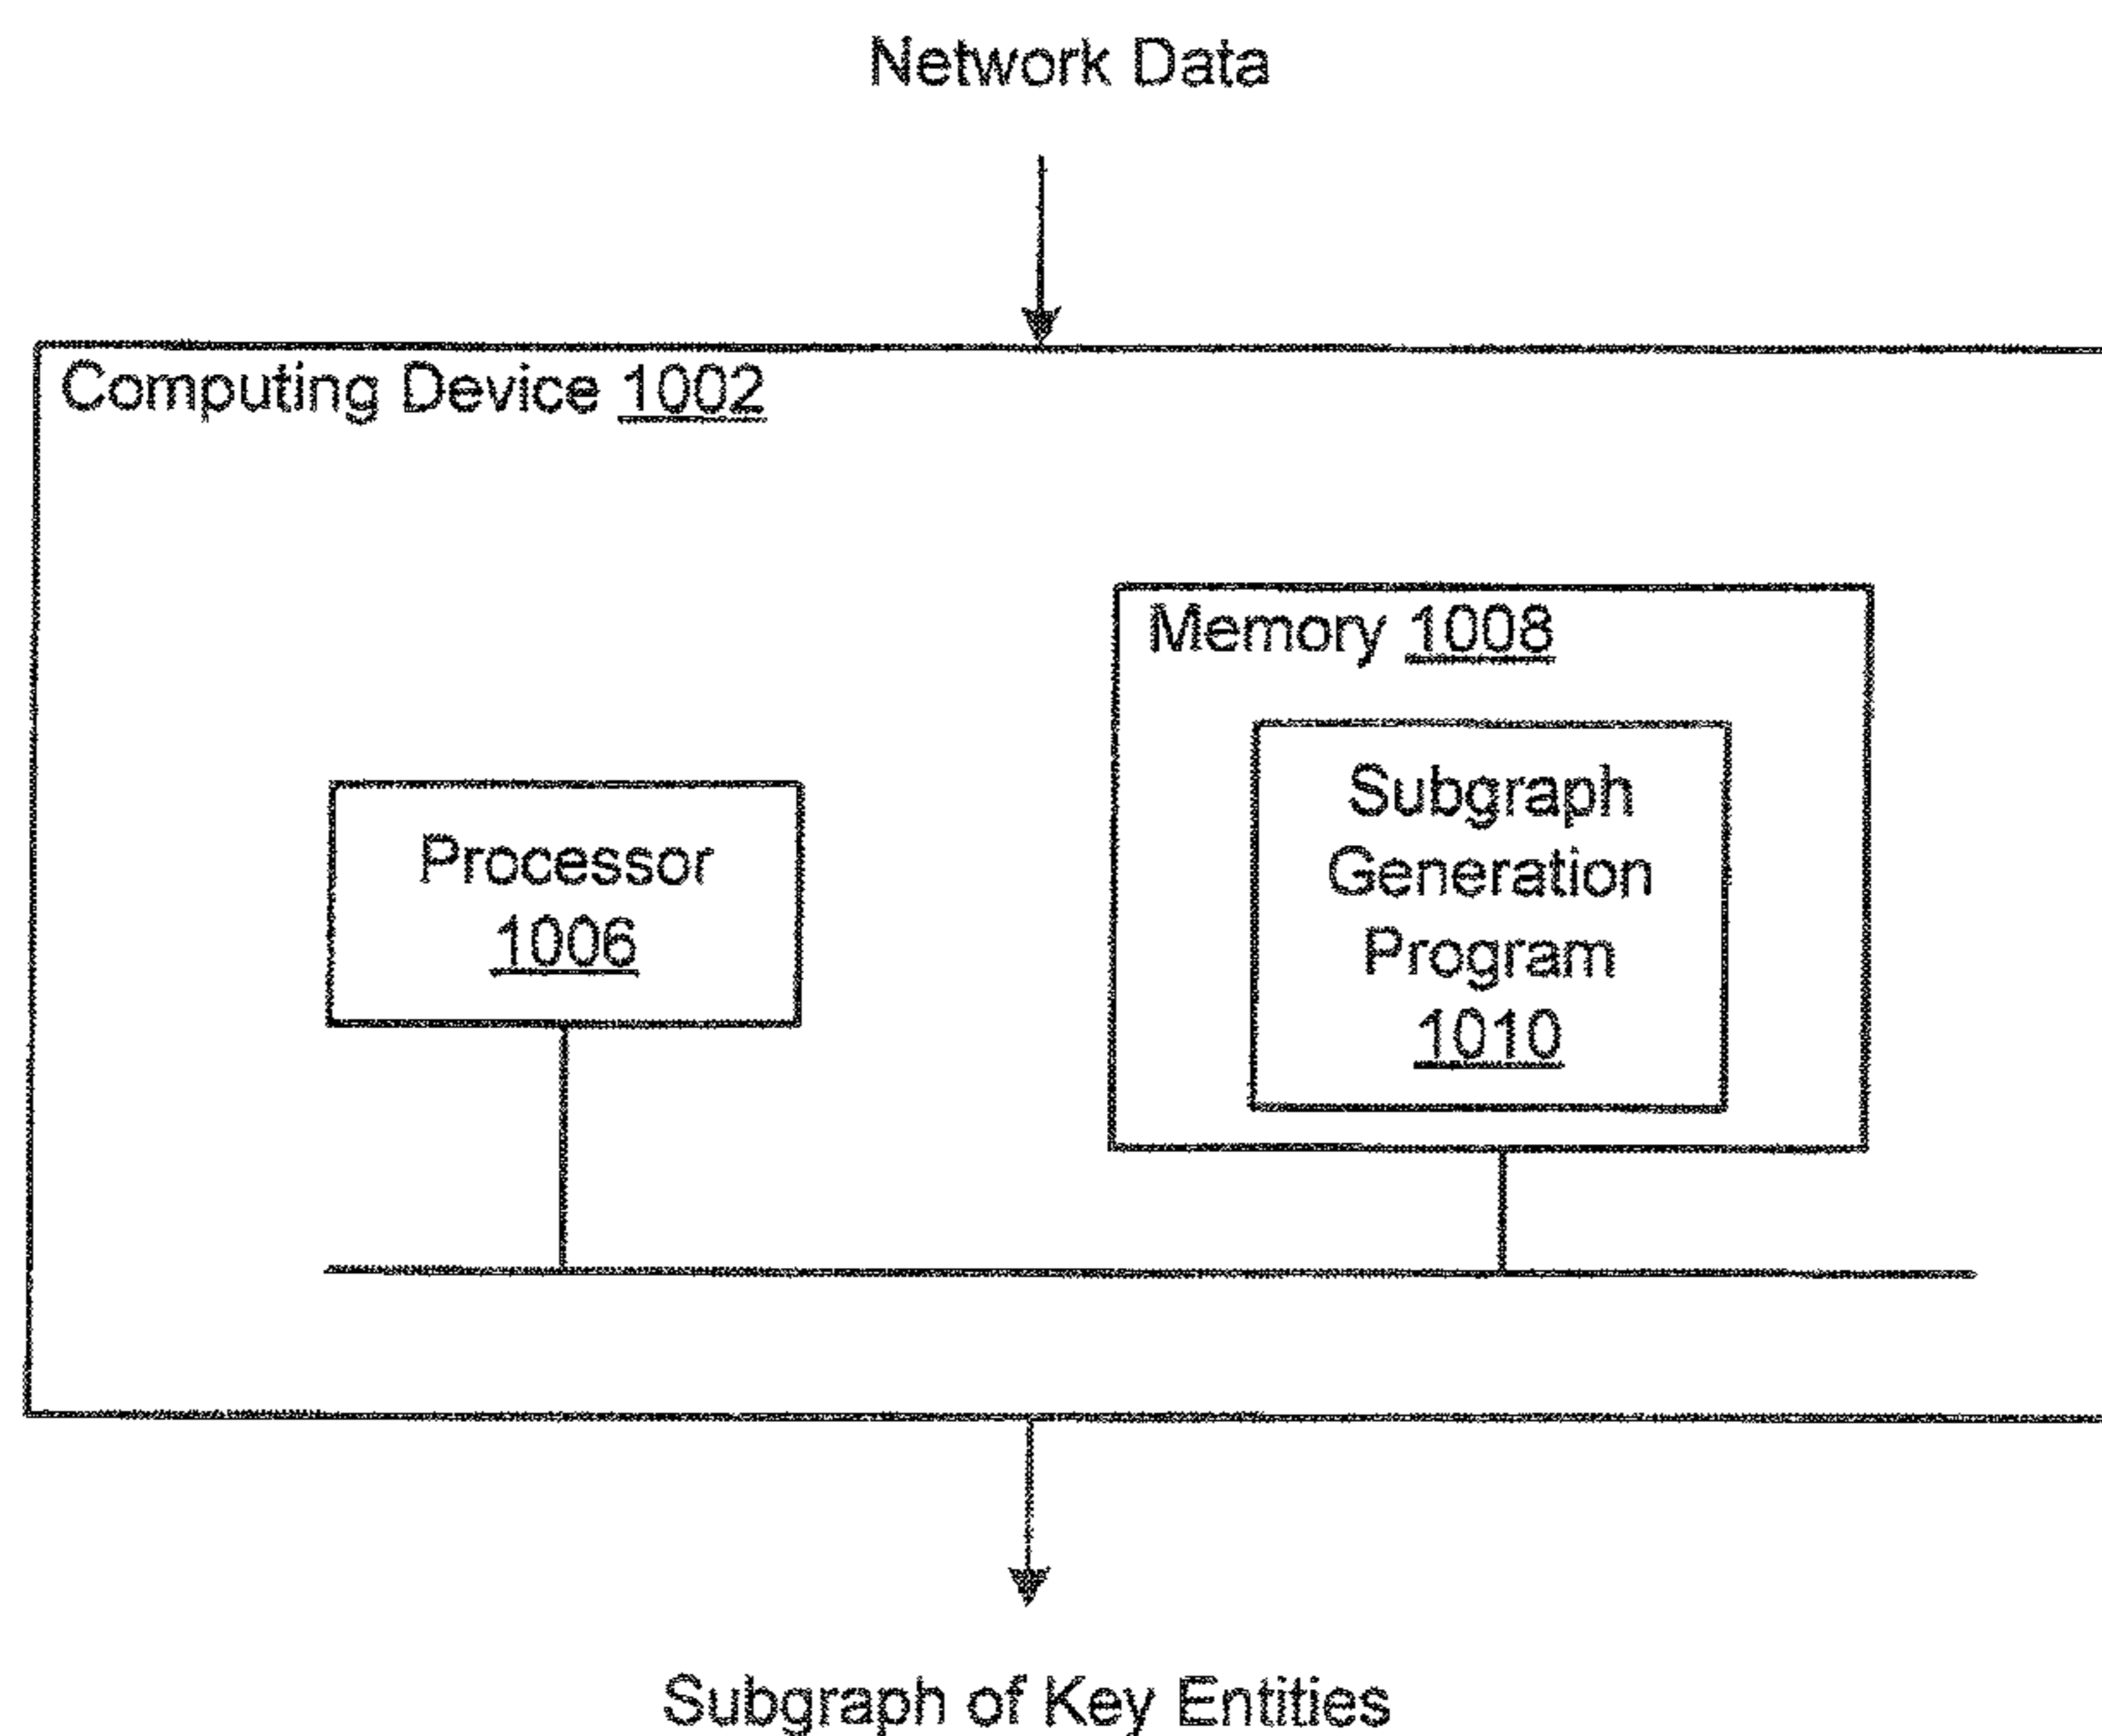 Network Data
Computing Device 1002
Memory 1008
Subgraph
Generation
Program
1010
Processor
1006
Subgraph of Key Entities